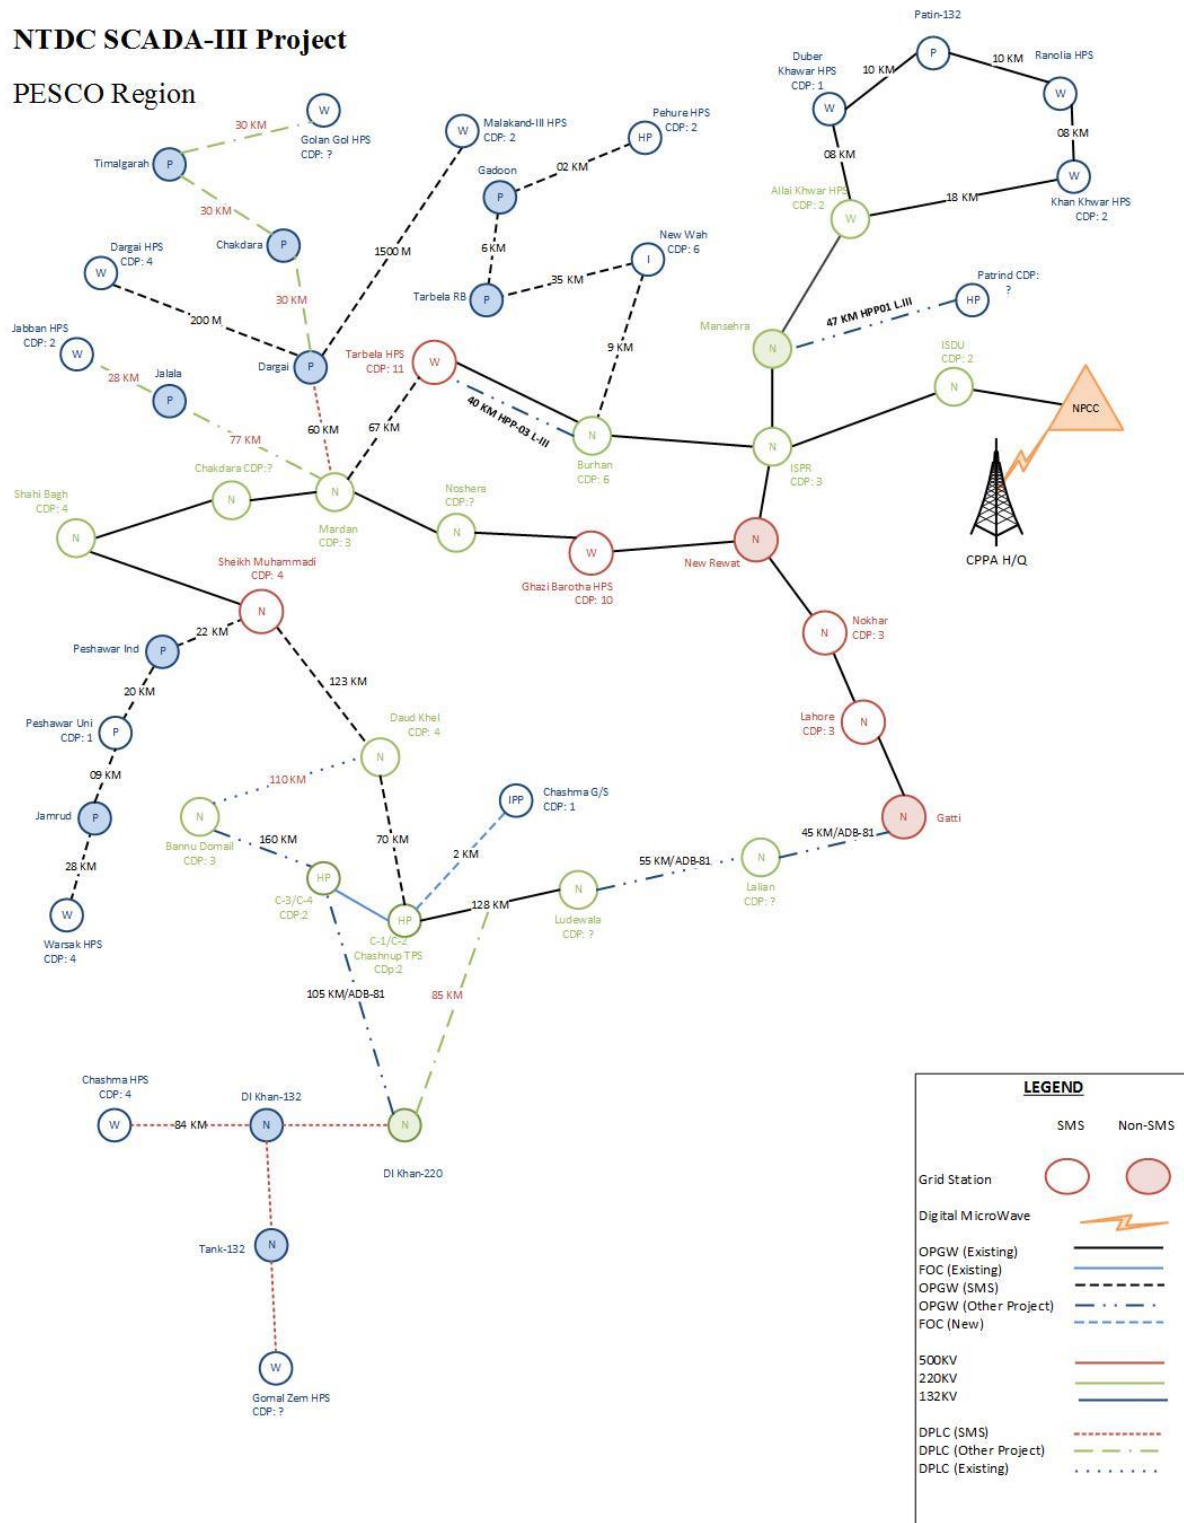 NTDC SCADA-III Project
PESCO Region
Patin-132
P
Duber
Khawar HPS
CDP: 1
W
10 KM
10 KM
Ranolia HPS
W
08 KM
08 KM
Allai Khwar HPS
CDP: 2
W
18 KM
W
Khan Khwar HPS
CDP: 2
30 KM
W
Golan Gol HPS
CDP: ?
Timalgarah
P
30 KM
Chakdara
P
30 KM
W
Malakand-III HPS
CDP: 2
1500 M
Pehure HPS
CDP: 2
HP
02 KM
Gadoon
P
6 KM
Tarbela RB
P
35 KM
New Wah
CDP: 6
I
9 KM
Dargai HPS
CDP: 4
W
200 M
Dargai
P
Jabban HPS
CDP: 2
W
28 KM
Jalala
P
77 KM
60 KM
67 KM
Tarbela HPS
CDP: 11
W
40 KM HPP-03 L-III
N
Burhan
CDP: 6
Mansehra
N
47 KM HPP01 L.III
Patrind CDP:
?
HP
ISDU
CDP: 2
N
NPCC
CPPA H/Q
N
ISPR
CDP: 3
Shahi Bagh
CDP: 4
N
Chakdara CDP:?
N
N
Mardan
CDP: 3
Noshera
CDP:?
N
W
Ghazi Barotha HPS
CDP: 10
N
New Rewat
Sheikh Muhammadi
CDP: 4
N
22 KM
Peshawar Ind
P
20 KM
Peshawar Uni
CDP: 1
P
09 KM
Jamrud
P
28 KM
W
Warsak HPS
CDP: 4
123 KM
Daud Khel
CDP: 4
N
110 KM
N
Bannu Domail
CDP: 3
160 KM
70 KM
IPP
Chashma G/S
CDP: 1
2 KM
HP
C-3/C-4
CDP:2
HP
C-1/C-2
Chashnup TPS
CDp:2
128 KM
N
Ludewala
CDP: ?
55 KM/ADB-81
N
Lalian
CDP: ?
45 KM/ADB-81
N
Nokhar
CDP: 3
Lahore
CDP: 3
N
N
Gatti
105 KM/ADB-81
85 KM
Chashma HPS
CDP: 4
W
84 KM
DI Khan-132
N
N
DI Khan-220
Tank-132
N
W
Gomal Zem HPS
CDP: ?
LEGEND
SMS
Non-SMS
Grid Station
Digital MicroWave
OPGW (Existing)
FOC (Existing)
OPGW (SMS)
OPGW (Other Project)
FOC (New)
500KV
220KV
132KV
DPLC (SMS)
DPLC (Other Project)
DPLC (Existing)